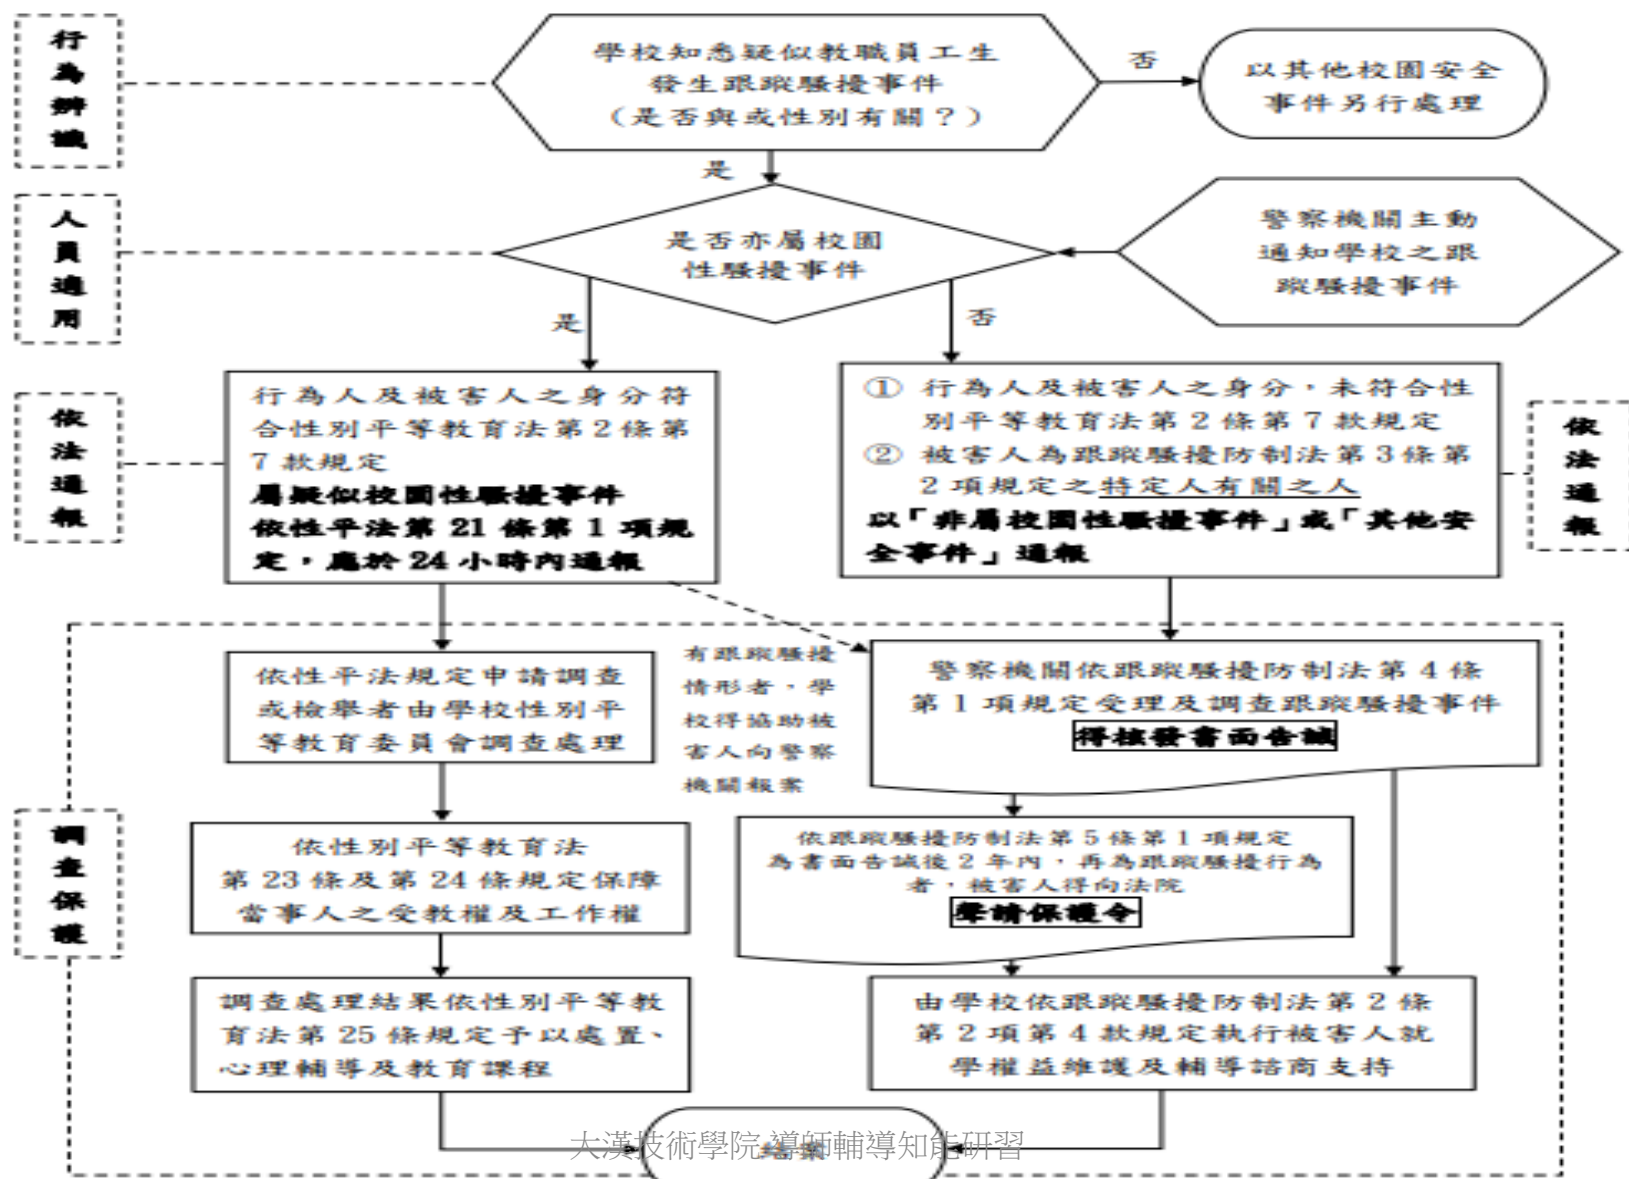 行為辨識
學校知悉疑似教職員工生
發生跟蹤騷擾事件
（是否與或性別有關？）
否
以其他校園安全
事件另行處理
是
人員適用
是否亦屬校園
性騷擾事件
警察機關主動
通知學校之跟
蹤騷擾事件
是
否
依法通報
行為人及被害人之身分符
合性別平等教育法第2條第
7款規定
屬疑似校園性騷擾事件
依性平法第21條第1項規
定，應於24小時內通報
① 行為人及被害人之身分，未符合性
別平等教育法第2條第7款規定
② 被害人為跟蹤騷擾防制法第3條第
2項規定之特定人有關之人
以「非屬校園性騷擾事件」或「其他安
全事件」通報
依法通報
調查保護
依性平法規定申請調查
或檢舉者由學校性別平
等教育委員會調查處理
有跟蹤騷擾
情形者，學
校得協助被
害人向警察
機關報案
警察機關依跟蹤騷擾防制法第4條
第1項規定受理及調查跟蹤騷擾事件
得核發書面告誡
依性別平等教育法
第23條及第24條規定保障
當事人之受教權及工作權
依跟蹤騷擾防制法第5條第1項規定
為書面告誡後2年內，再為跟蹤騷擾行為
者，被害人得向法院
聲請保護令
調查處理結果依性別平等教
育法第25條規定予以處置、
心理輔導及教育課程
由學校依跟蹤騷擾防制法第2條
第2項第4款規定執行被害人就
學權益維護及輔導諮商支持
結案
大漢技術學院 導師輔導知能研習